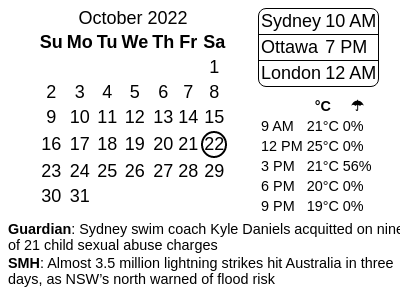 October 2022
Su Mo Tu We Th Fr Sa
1
2 3 4 5 6 7 8
9 10 11 12 13 14 15
16 17 18 19 20 21 22
23 24 25 26 27 28 29
30 31
Sydney 10 AM
Ottawa 7 PM
London 12 AM
°C ☂
9 AM 21°C 0%
12 PM 25°C 0%
3 PM 21°C 56%
6 PM 20°C 0%
9 PM 19°C 0%
Guardian: Sydney swim coach Kyle Daniels acquitted on nine
of 21 child sexual abuse charges
SMH: Almost 3.5 million lightning strikes hit Australia in three
days, as NSW's north warned of flood risk